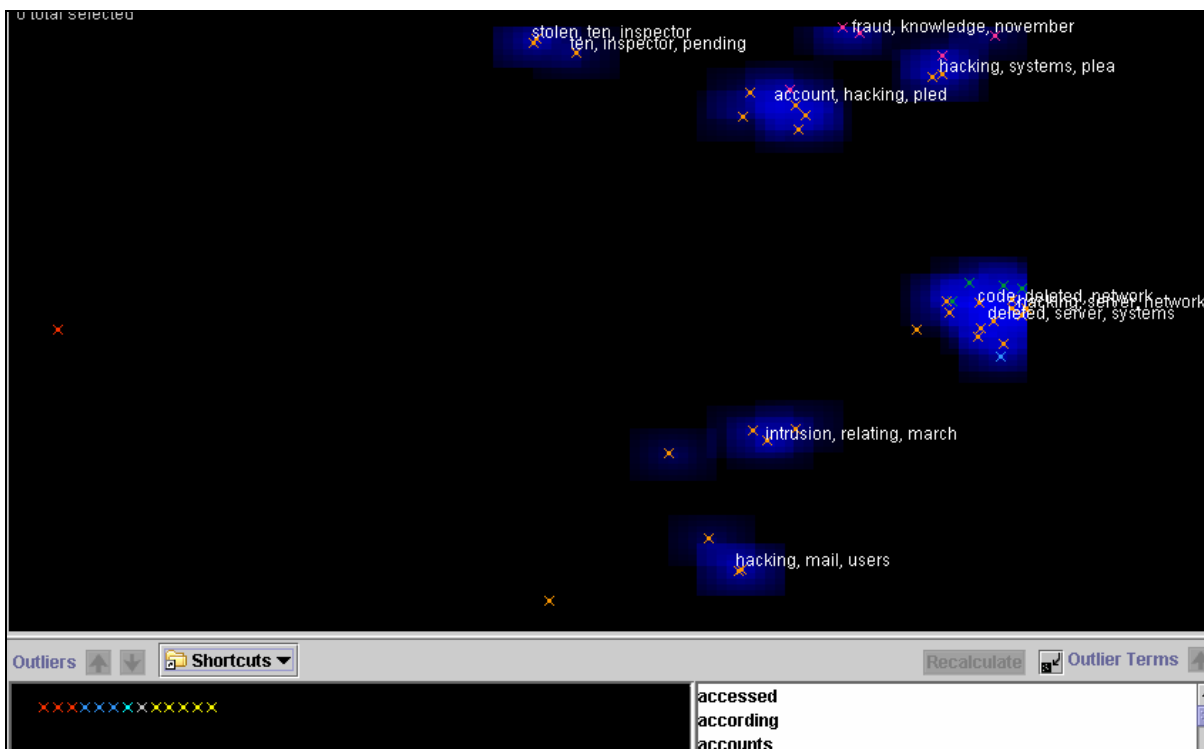 0 total selected
stolen, ten, inspector
fraud, knowledge, november
ten, inspector, pending
hacking, systems, plea
account, hacking, pled
code, deleted, network
hacking, server, network
deleted, server, systems
intrusion, relating, march
hacking, mail, users
Outliers
Shortcuts
Recalculate
Outlier Terms
accessed
according
accounts